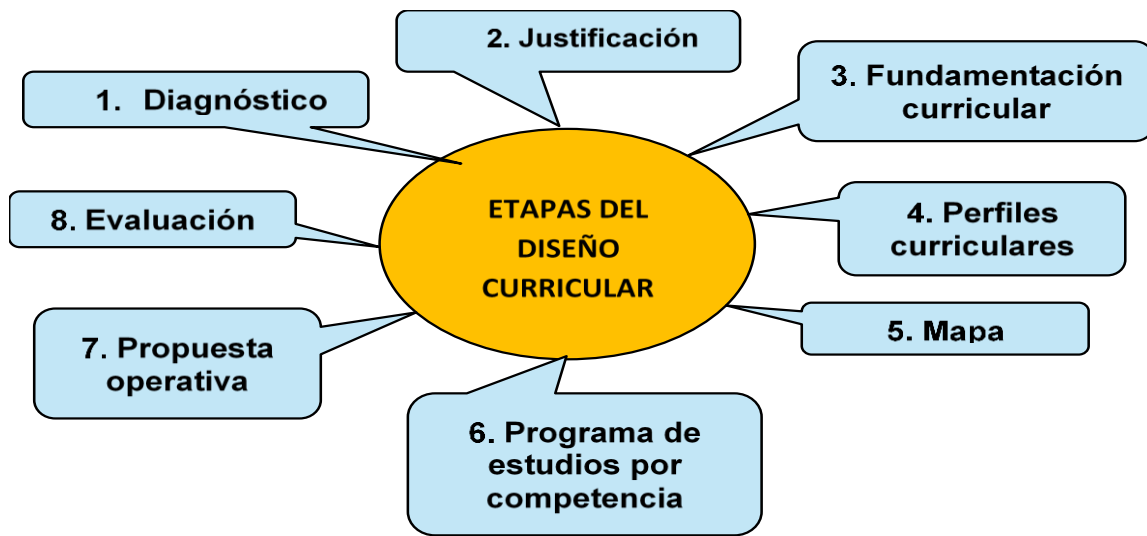 2. Justificación
1. Diagnóstico
3. Fundamentación
curricular
8. Evaluación
ETAPAS DEL
DISEÑO
CURRICULAR
4. Perfiles
curriculares
7. Propuesta
operativa
5. Mapa
6. Programa de
estudios por
competencia